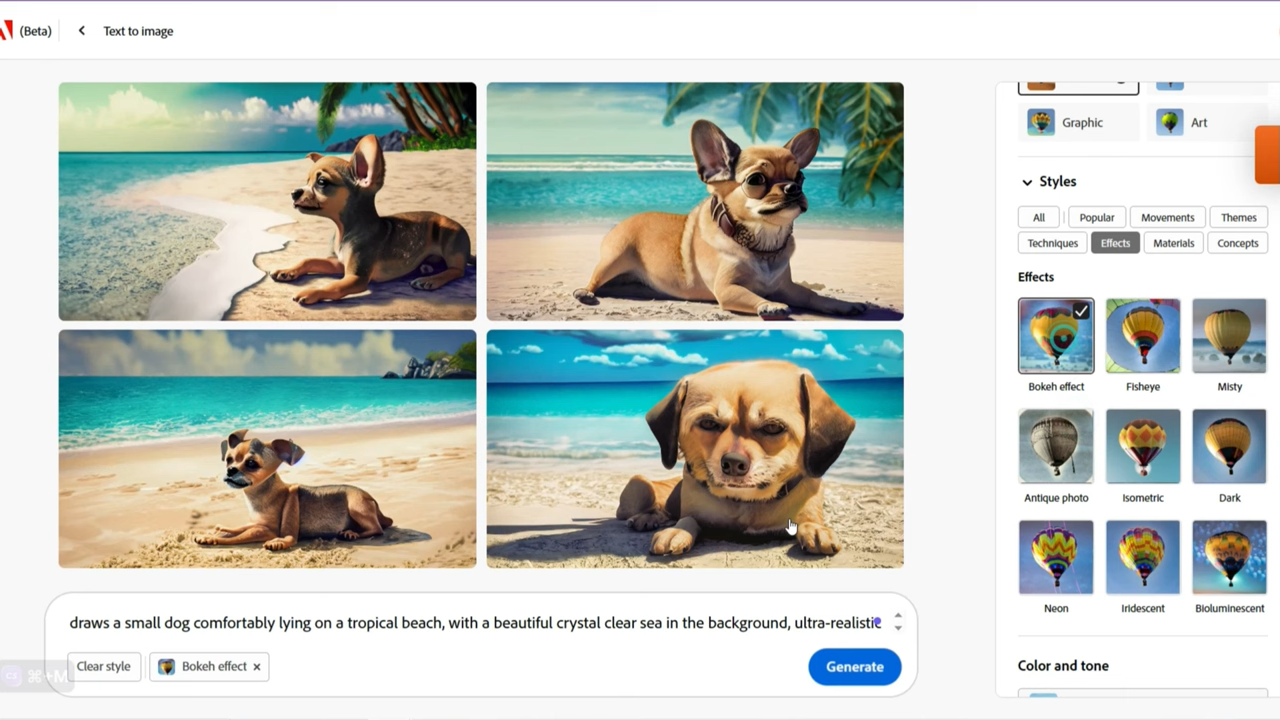 (Beta) Text to image
Graphic Art
Styles
All Popular Movements Themes
Techniques Effects Materials Concepts
Effects
Bokeh effect Fisheye Misty
Antique photo Isometric Dark
Neon Iridescent Bioluminescent
Color and tone
draws a small dog comfortably lying on a tropical beach, with a beautiful crystal clear sea in the background, ultra-realistic
Clear style Bokeh effect × Generate
⌘+M